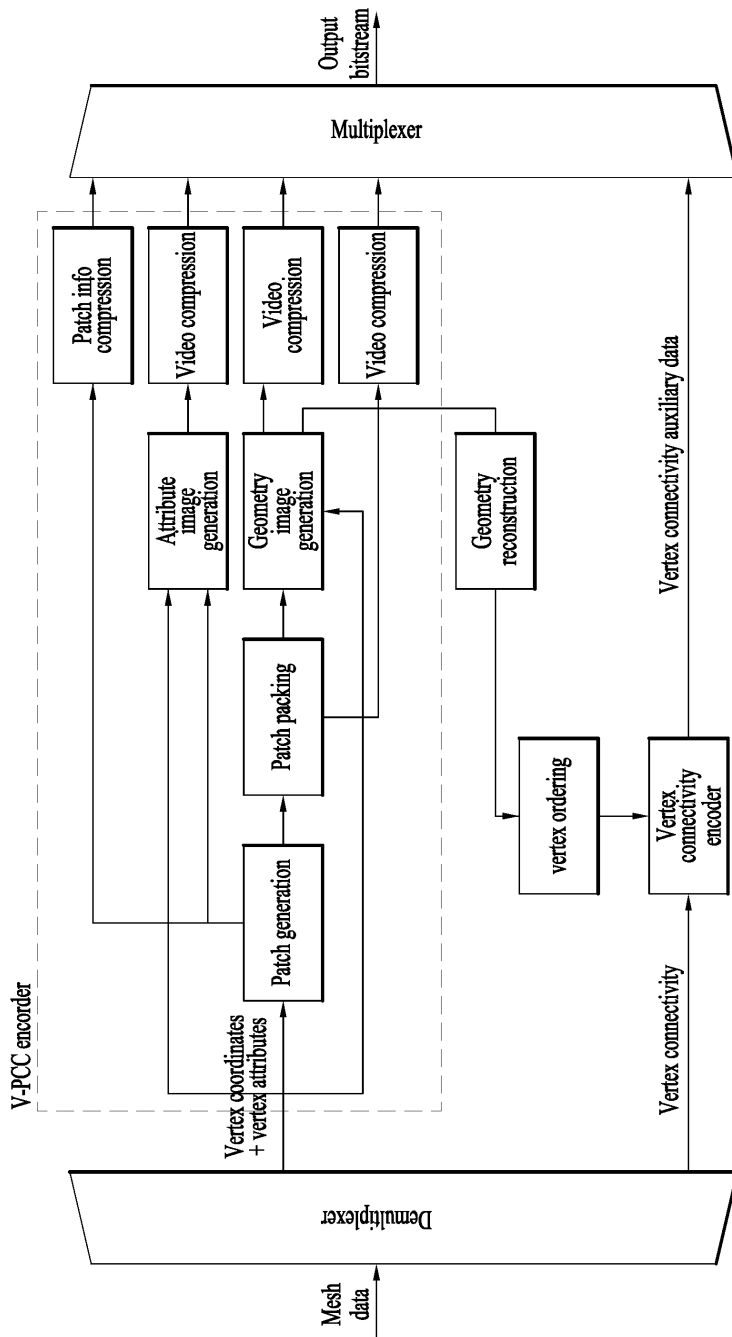 V-PCC encorder
Mesh
data
Demultiplexer
Vertex coordinates
+ vertex attributes
Patch generation
Patch packing
Attribute
image
generation
Geometry
image
generation
Patch info
compression
Video compression
Video
compression
Video compression
Geometry
reconstruction
vertex ordering
Vertex connectivity
Vertex
connectivity
encoder
Vertex connectivity auxiliary data
Multiplexer
Output
bitstream